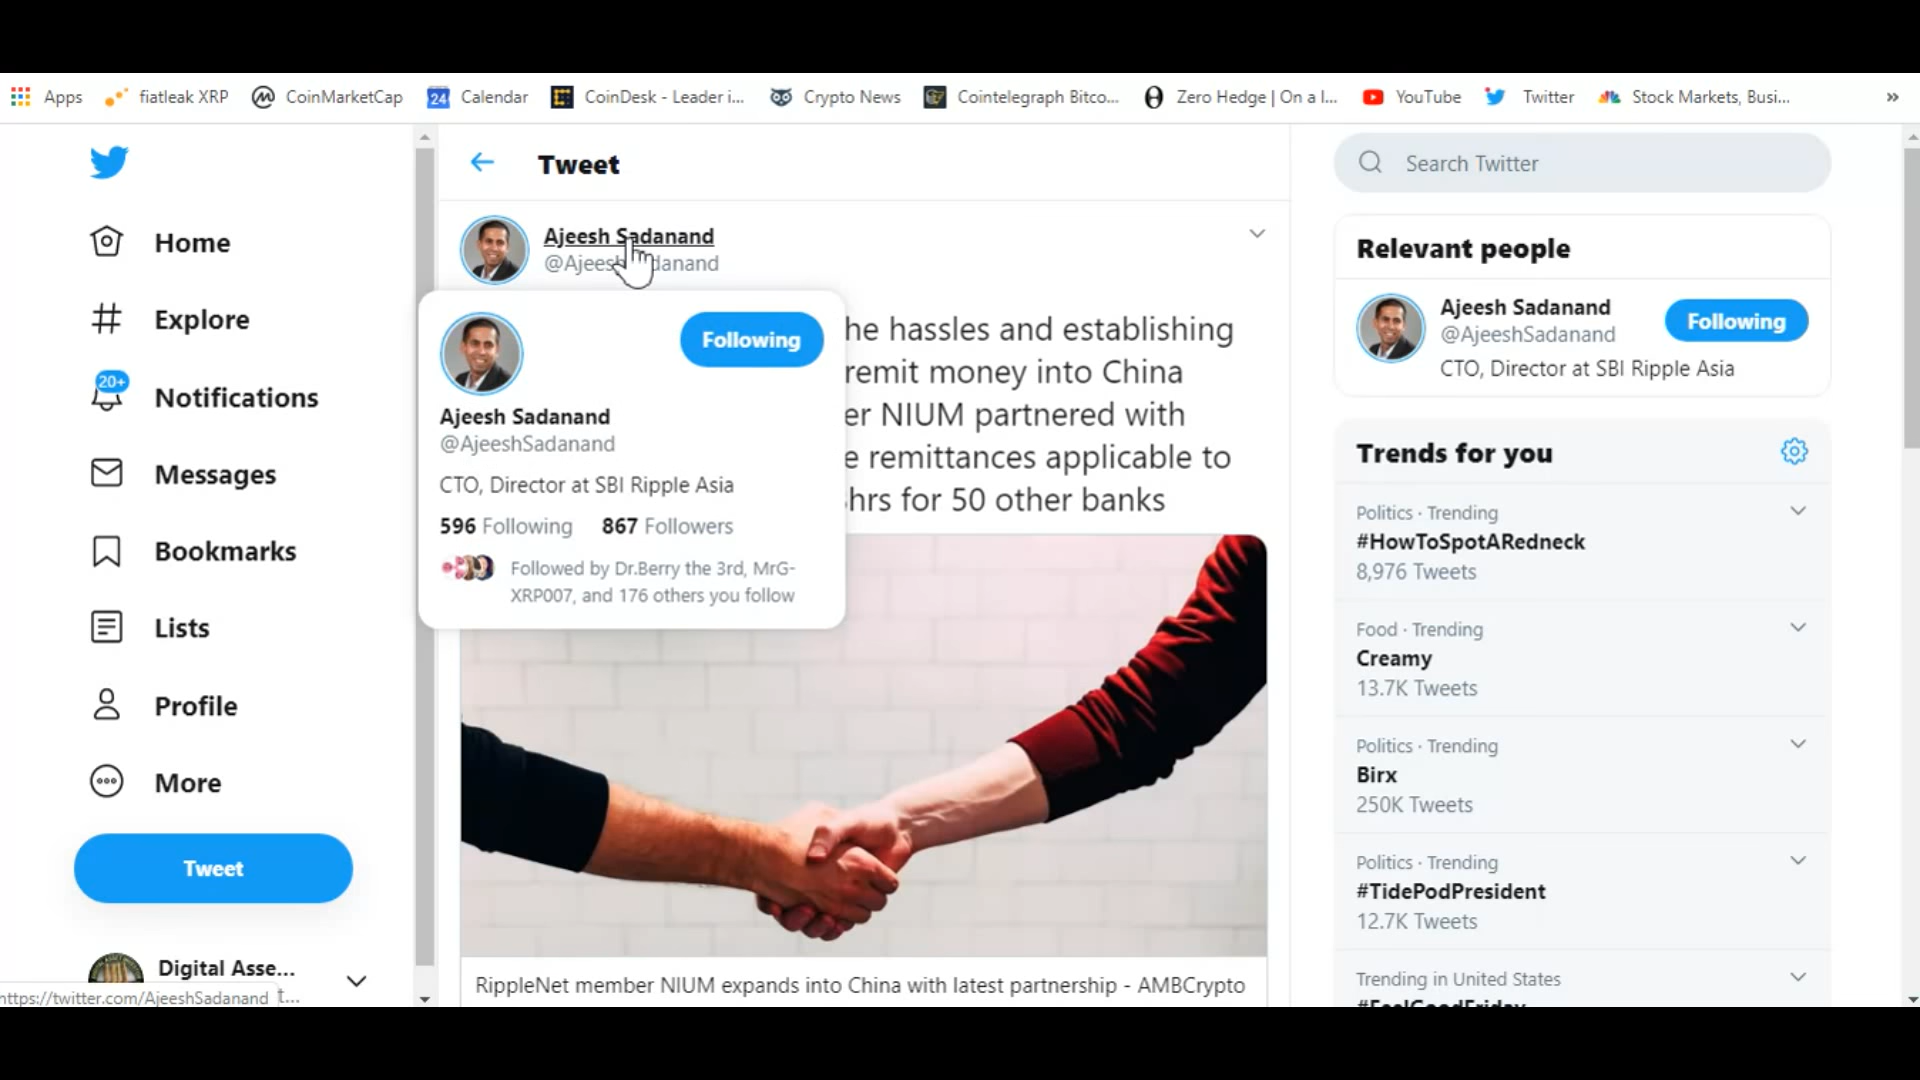 Apps
fiatleak XRP
CoinMarketCap
24
Calendar
CoinDesk - Leader i...
Crypto News
Cointelegraph Bitco...
Zero Hedge | On a l...
YouTube
Twitter
Stock Markets, Busi...
»
Home
Explore
20+
Notifications
Messages
Bookmarks
Lists
Profile
More
Tweet
Digital Asse...
https://twitter.com/AjeeshSadanand
Tweet
Ajeesh Sadanand
Following
Ajeesh Sadanand
@AjeeshSadanand
CTO, Director at SBI Ripple Asia
596 Following 867 Followers
Followed by Dr.Berry the 3rd, MrG-
XRP007, and 176 others you follow
hassles and establishing
remit money into China
NIUM partnered with
remittances applicable to
hrs for 50 other banks
RippleNet member NIUM expands into China with latest partnership - AMBCrypto
Search Twitter
Relevant people
Ajeesh Sadanand
@AjeeshSadanand
Following
CTO, Director at SBI Ripple Asia
Trends for you
Politics · Trending
#HowToSpotARedneck
8,976 Tweets
Food · Trending
Creamy
13.7K Tweets
Politics · Trending
Birx
250K Tweets
Politics · Trending
#TidePodPresident
12.7K Tweets
Trending in United States
#FeelGoodFriday